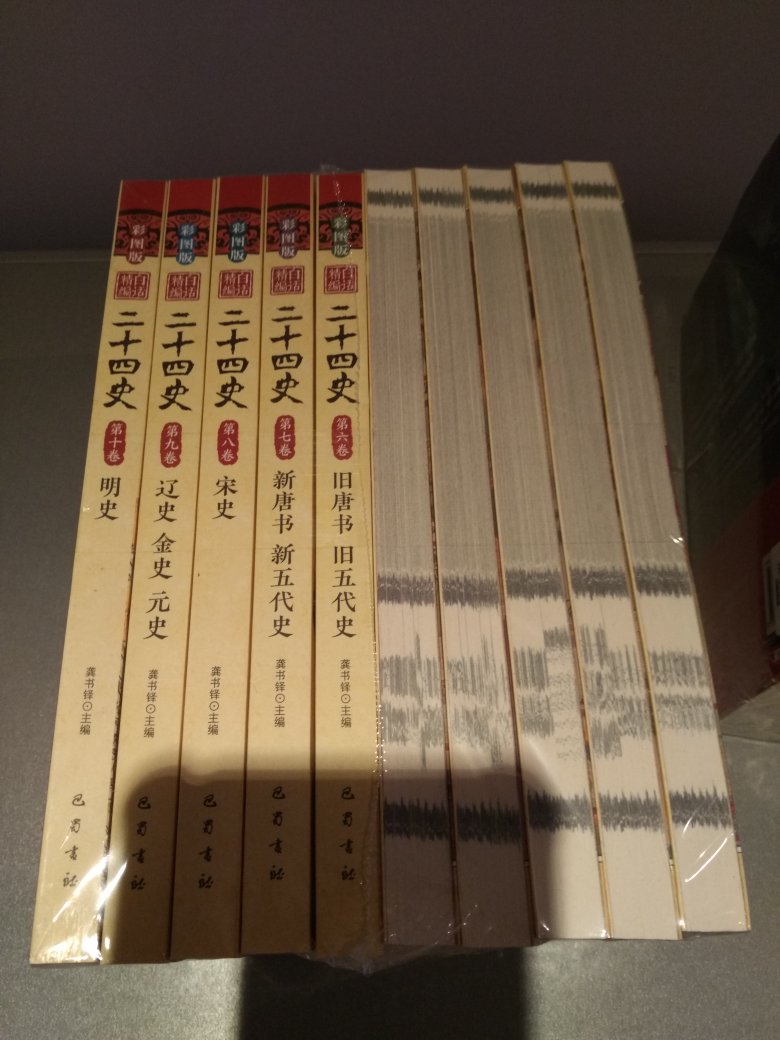 彩图版
白话精编
二十四史
第十卷
明史
龚书铎⊙主编
巴蜀书社
彩图版
白话精编
二十四史
第九卷
辽史 金史 元史
龚书铎⊙主编
巴蜀书社
彩图版
白话精编
二十四史
第八卷
宋史
龚书铎⊙主编
巴蜀书社
彩图版
白话精编
二十四史
第七卷
新唐书 新五代史
龚书铎⊙主编
巴蜀书社
彩图版
白话精编
二十四史
第六卷
旧唐书 旧五代史
龚书铎⊙主编
巴蜀书社